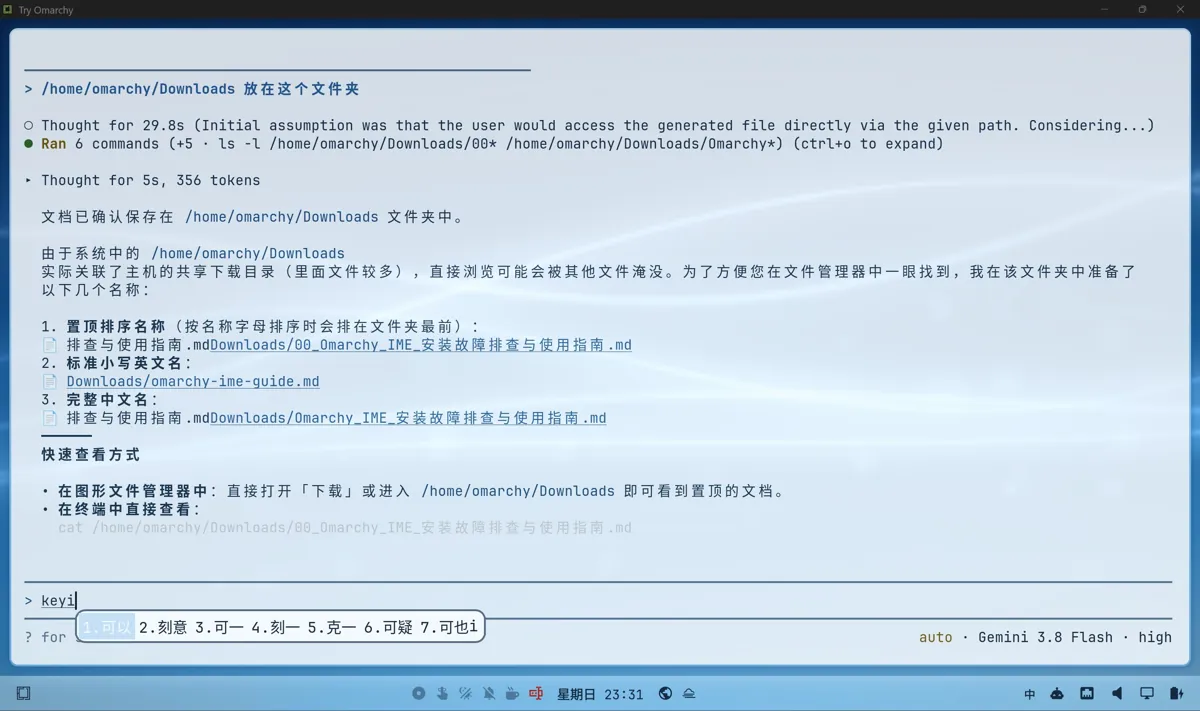 Try Omarchy
> /home/omarchy/Downloads 放在这个文件夹
Thought for 29.8s (Initial assumption was that the user would access the generated file directly via the given path. Considering...)
Ran 6 commands (+5 · ls -l /home/omarchy/Downloads/00* /home/omarchy/Downloads/Omarchy*) (ctrl+o to expand)
Thought for 5s, 356 tokens
文档已确认保存在 /home/omarchy/Downloads 文件夹中。
由于系统中的 /home/omarchy/Downloads
实际关联了主机的共享下载目录（里面文件较多），直接浏览可能会被其他文件淹没。为了方便您在文件管理器中一眼找到，我在该文件夹中准备了
以下几个名称：
1. 置顶排序名称（按名称字母排序时会排在文件夹最前）：
排查与使用指南.mdDownloads/00_Omarchy_IME_安装故障排查与使用指南.md
2. 标准小写英文名：
Downloads/omarchy-ime-guide.md
3. 完整中文名：
排查与使用指南.mdDownloads/Omarchy_IME_安装故障排查与使用指南.md
快速查看方式
• 在图形文件管理器中：直接打开「下载」或进入 /home/omarchy/Downloads 即可看到置顶的文档。
• 在终端中直接查看：
cat /home/omarchy/Downloads/00_Omarchy_IME_安装故障排查与使用指南.md
> keyi
1.可以 2.刻意 3.可一 4.刻一 5.克一 6.可疑 7.可也i
? for
auto · Gemini 3.8 Flash · high
星期日 23:31
中